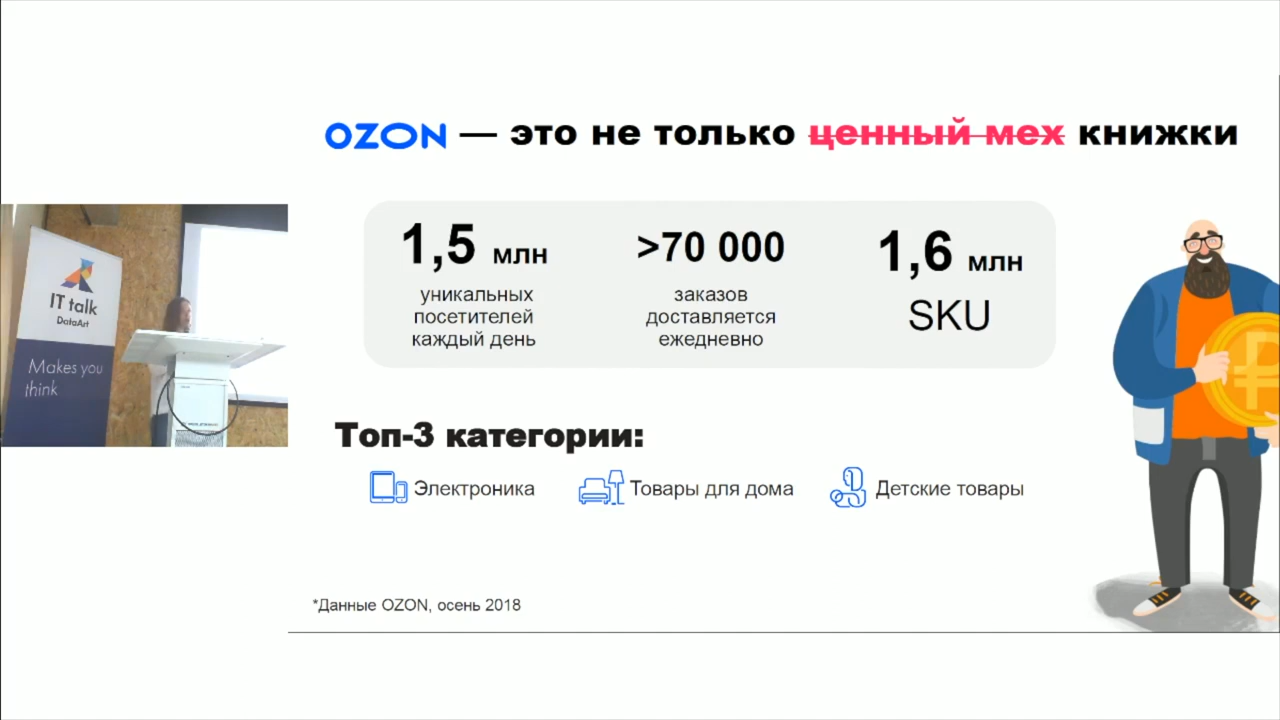 OZON — это не только ценный мех книжки
1,5 млн
уникальных
посетителей
каждый день
>70 000
заказов
доставляется
ежедневно
1,6 млн
SKU
Топ-3 категории:
Электроника
Товары для дома
Детские товары
*Данные OZON, осень 2018
IT talk
DataArt
Makes you
think